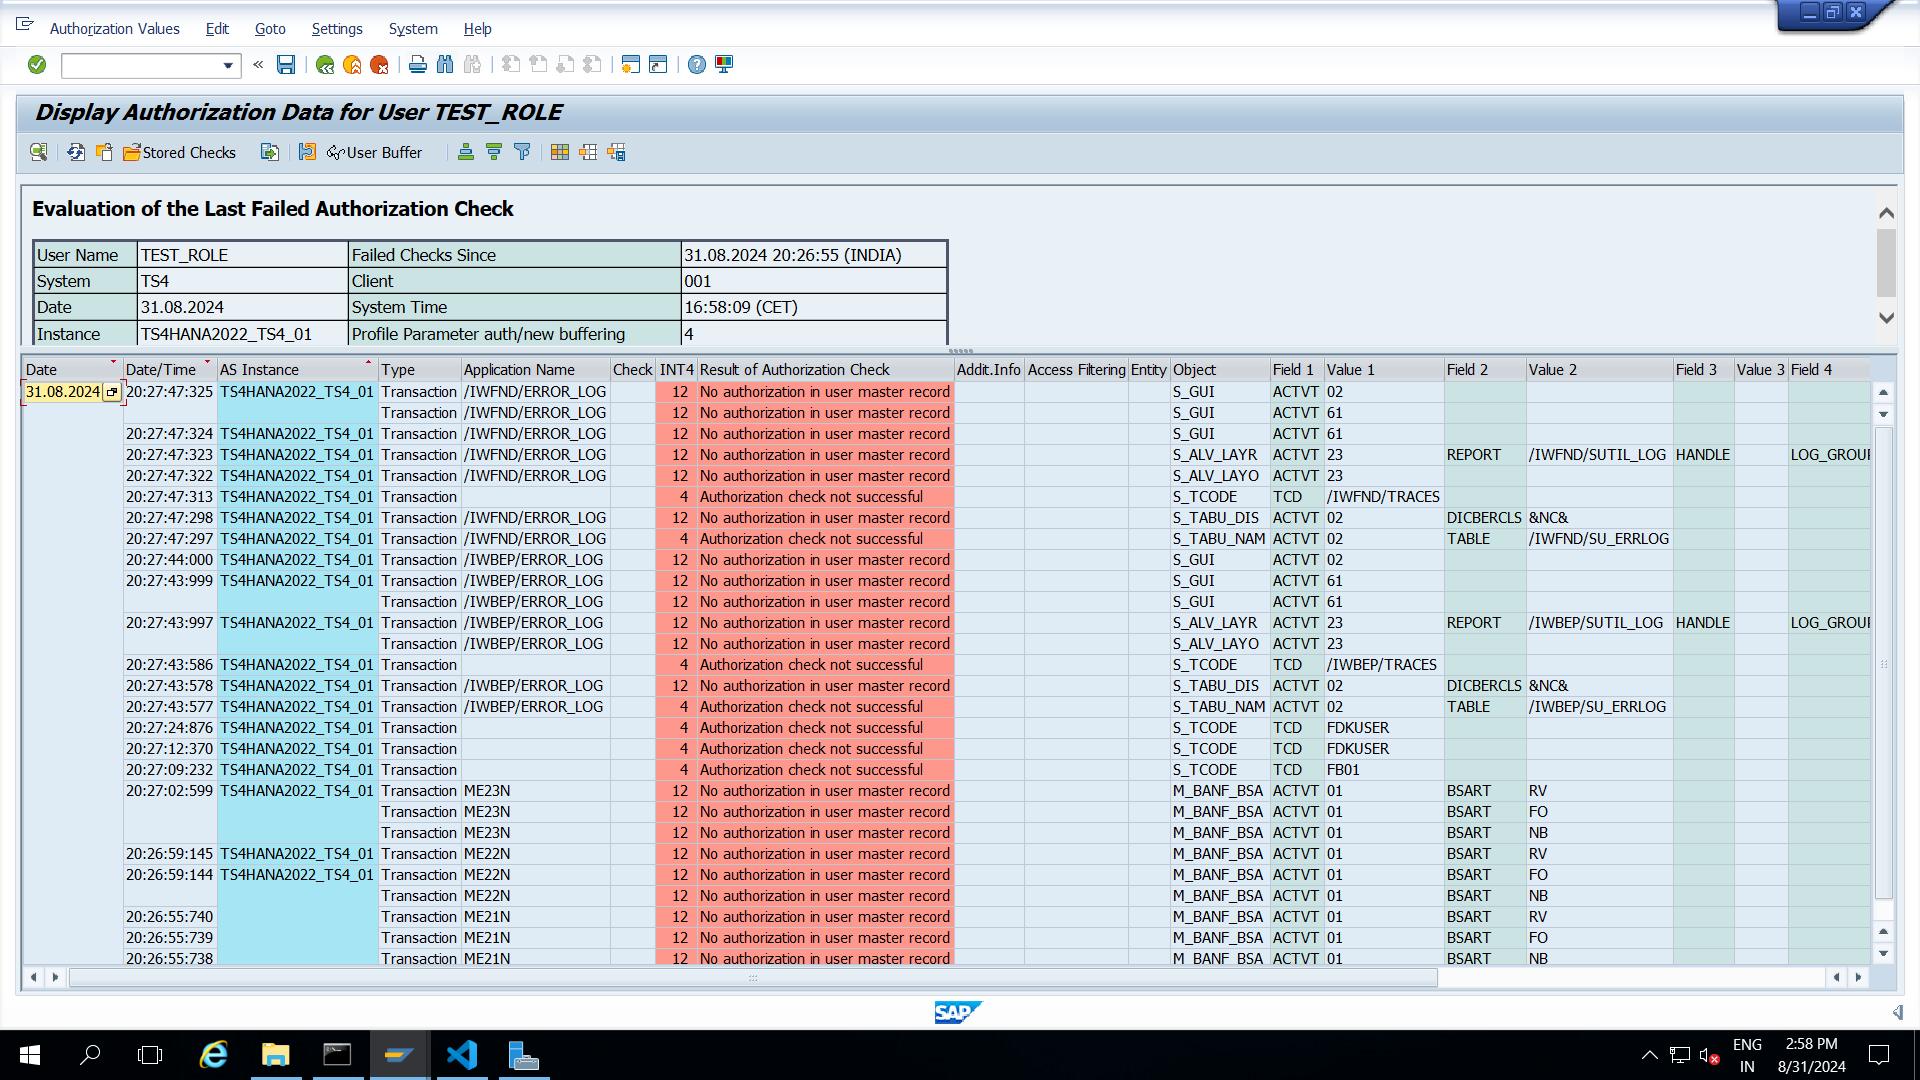 Authorization Values Edit Goto Settings System Help
Display Authorization Data for User TEST_ROLE
Stored Checks User Buffer
Evaluation of the Last Failed Authorization Check
User Name TEST_ROLE Failed Checks Since 31.08.2024 20:26:55 (INDIA)
System TS4 Client 001
Date 31.08.2024 System Time 16:58:09 (CET)
Instance TS4HANA2022_TS4_01 Profile Parameter auth/new buffering 4
Date Date/Time AS Instance Type Application Name Check INT4 Result of Authorization Check Addt.Info Access Filtering Entity Object Field 1 Value 1 Field 2 Value 2 Field 3 Value 3 Field 4
31.08.2024 20:27:47:325 TS4HANA2022_TS4_01 Transaction /IWFND/ERROR_LOG 12 No authorization in user master record S_GUI ACTVT 02
Transaction /IWFND/ERROR_LOG 12 No authorization in user master record S_GUI ACTVT 61
20:27:47:324 TS4HANA2022_TS4_01 Transaction /IWFND/ERROR_LOG 12 No authorization in user master record S_GUI ACTVT 61
20:27:47:323 TS4HANA2022_TS4_01 Transaction /IWFND/ERROR_LOG 12 No authorization in user master record S_ALV_LAYR ACTVT 23 REPORT /IWFND/SUTIL_LOG HANDLE LOG_GROUP
20:27:47:322 TS4HANA2022_TS4_01 Transaction /IWFND/ERROR_LOG 12 No authorization in user master record S_ALV_LAYO ACTVT 23
20:27:47:313 TS4HANA2022_TS4_01 Transaction 4 Authorization check not successful S_TCODE TCD /IWFND/TRACES
20:27:47:298 TS4HANA2022_TS4_01 Transaction /IWFND/ERROR_LOG 12 No authorization in user master record S_TABU_DIS ACTVT 02 DICBERCLS &NC&
20:27:47:297 TS4HANA2022_TS4_01 Transaction /IWFND/ERROR_LOG 4 Authorization check not successful S_TABU_NAM ACTVT 02 TABLE /IWFND/SU_ERRLOG
20:27:44:000 TS4HANA2022_TS4_01 Transaction /IWBEP/ERROR_LOG 12 No authorization in user master record S_GUI ACTVT 02
20:27:43:999 TS4HANA2022_TS4_01 Transaction /IWBEP/ERROR_LOG 12 No authorization in user master record S_GUI ACTVT 61
Transaction /IWBEP/ERROR_LOG 12 No authorization in user master record S_GUI ACTVT 61
20:27:43:997 TS4HANA2022_TS4_01 Transaction /IWBEP/ERROR_LOG 12 No authorization in user master record S_ALV_LAYR ACTVT 23 REPORT /IWBEP/SUTIL_LOG HANDLE LOG_GROUP
Transaction /IWBEP/ERROR_LOG 12 No authorization in user master record S_ALV_LAYO ACTVT 23
20:27:43:586 TS4HANA2022_TS4_01 Transaction 4 Authorization check not successful S_TCODE TCD /IWBEP/TRACES
20:27:43:578 TS4HANA2022_TS4_01 Transaction /IWBEP/ERROR_LOG 12 No authorization in user master record S_TABU_DIS ACTVT 02 DICBERCLS &NC&
20:27:43:577 TS4HANA2022_TS4_01 Transaction /IWBEP/ERROR_LOG 4 Authorization check not successful S_TABU_NAM ACTVT 02 TABLE /IWBEP/SU_ERRLOG
20:27:24:876 TS4HANA2022_TS4_01 Transaction 4 Authorization check not successful S_TCODE TCD FDKUSER
20:27:12:370 TS4HANA2022_TS4_01 Transaction 4 Authorization check not successful S_TCODE TCD FDKUSER
20:27:09:232 TS4HANA2022_TS4_01 Transaction 4 Authorization check not successful S_TCODE TCD FB01
20:27:02:599 TS4HANA2022_TS4_01 Transaction ME23N 12 No authorization in user master record M_BANF_BSA ACTVT 01 BSART RV
Transaction ME23N 12 No authorization in user master record M_BANF_BSA ACTVT 01 BSART FO
Transaction ME23N 12 No authorization in user master record M_BANF_BSA ACTVT 01 BSART NB
20:26:59:145 TS4HANA2022_TS4_01 Transaction ME22N 12 No authorization in user master record M_BANF_BSA ACTVT 01 BSART RV
20:26:59:144 TS4HANA2022_TS4_01 Transaction ME22N 12 No authorization in user master record M_BANF_BSA ACTVT 01 BSART FO
Transaction ME22N 12 No authorization in user master record M_BANF_BSA ACTVT 01 BSART NB
20:26:55:740 Transaction ME21N 12 No authorization in user master record M_BANF_BSA ACTVT 01 BSART RV
20:26:55:739 Transaction ME21N 12 No authorization in user master record M_BANF_BSA ACTVT 01 BSART FO
20:26:55:738 Transaction ME21N 12 No authorization in user master record M_BANF_BSA ACTVT 01 BSART NB
SAP
ENG 2:58 PM
IN 8/31/2024